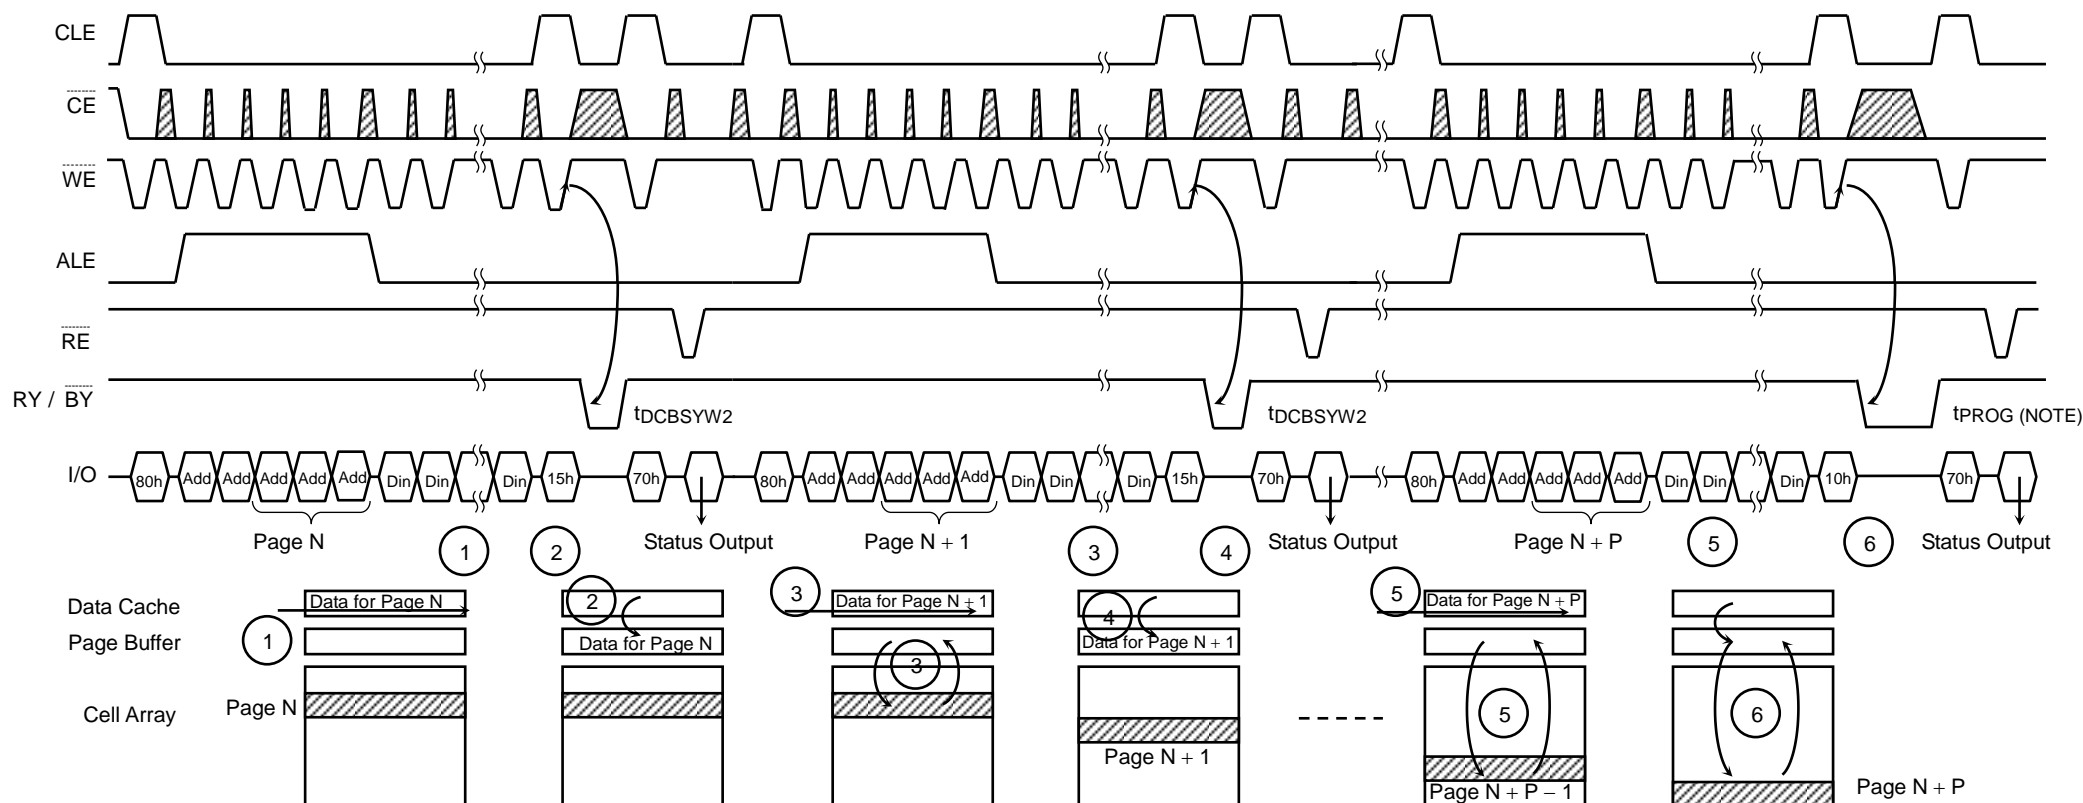 CLE
CE
WE
ALE
RE
RY / BY
tDCBSYW2 tDCBSYW2 tPROG (NOTE)
I/O 80h Add Add Add Add Add Din Din Din 15h 70h 80h Add Add Add Add Add Din Din Din 15h 70h 80h Add Add Add Add Add Din Din Din 10h 70h
Page N 1 2 Status Output Page N + 1 3 4 Status Output Page N + P 5 6 Status Output
Data Cache Data for Page N 2 3 Data for Page N + 1 4 5 Data for Page N + P
Page Buffer 1 Data for Page N 3 Data for Page N + 1
Cell Array Page N 5 6
Page N + 1
Page N + P − 1 Page N + P